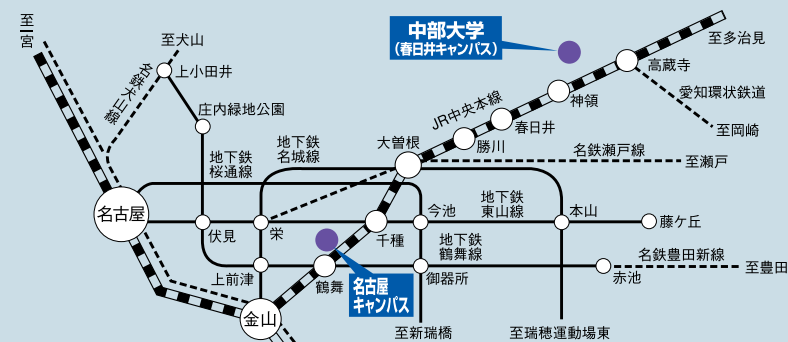 至一宮
至犬山
上小田井
名鉄犬山線
庄内緑地公園
中部大学
（春日井キャンパス）
至多治見
高蔵寺
愛知環状鉄道
至岡崎
神領
JR中央本線
春日井
勝川
大曽根
名鉄瀬戸線
至瀬戸
地下鉄
桜通線
地下鉄
名城線
名古屋
伏見
栄
千種
今池
地下鉄
東山線
本山
藤ケ丘
地下鉄
鶴舞線
名鉄豊田新線
至豊田
赤池
上前津
鶴舞
名古屋
キャンパス
御器所
金山
至新瑞橋
至瑞穂運動場東